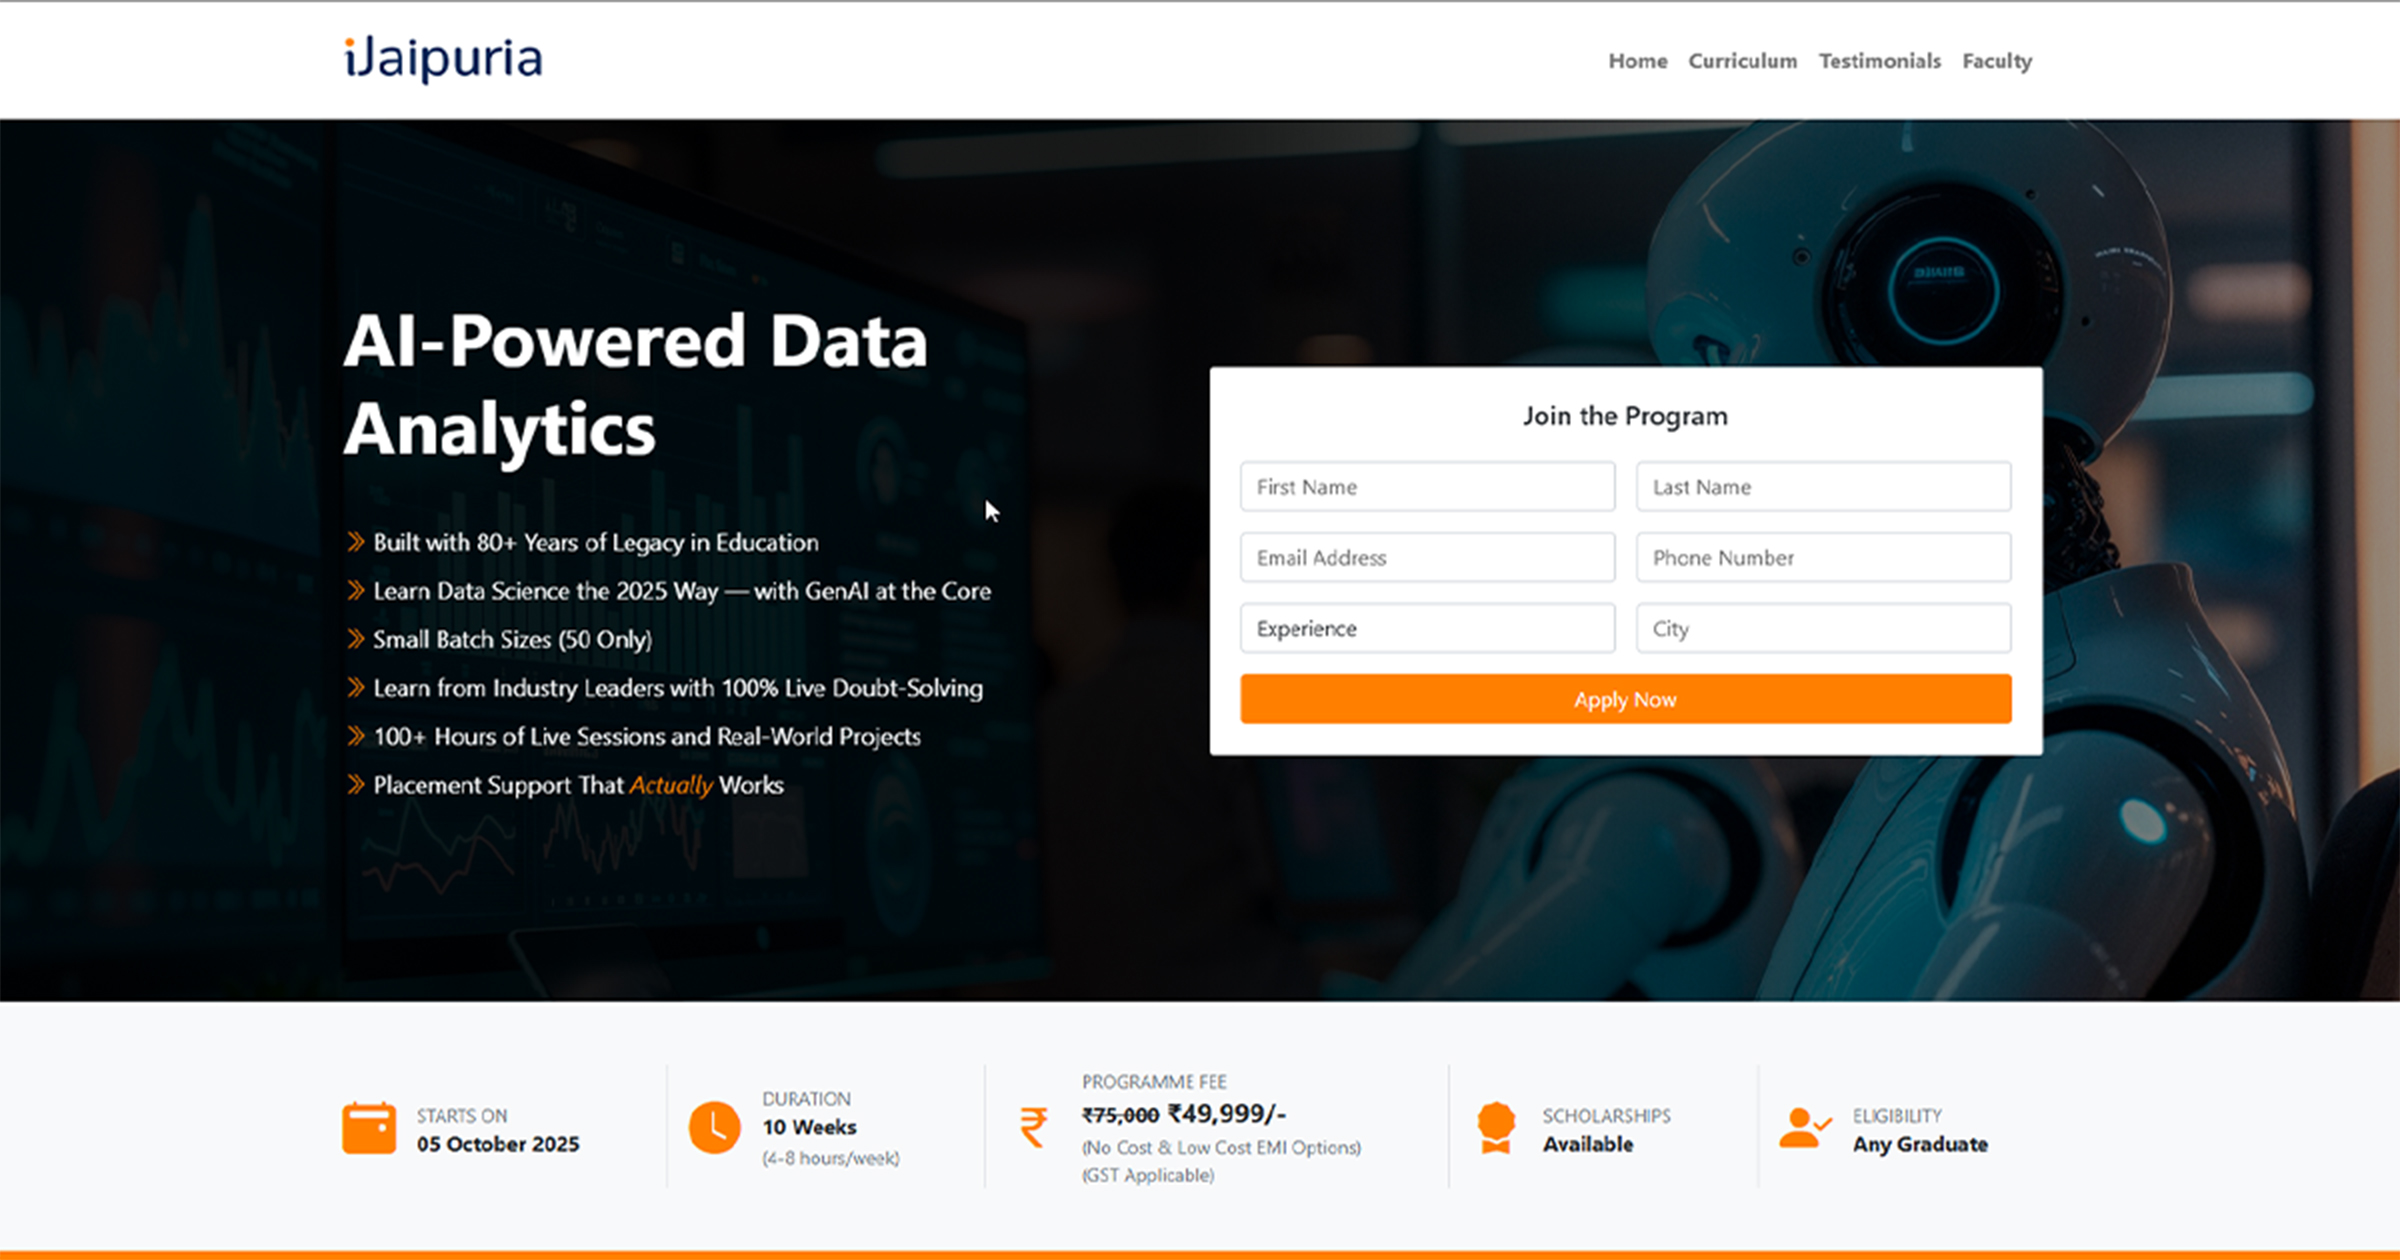 iJaipuria
Home Curriculum Testimonials Faculty
AI-Powered Data
Analytics
Built with 80+ Years of Legacy in Education
Learn Data Science the 2025 Way — with GenAI at the Core
Small Batch Sizes (50 Only)
Learn from Industry Leaders with 100% Live Doubt-Solving
100+ Hours of Live Sessions and Real-World Projects
Placement Support That Actually Works
Join the Program
First Name
Last Name
Email Address
Phone Number
Experience
City
Apply Now
STARTS ON
05 October 2025
DURATION
10 Weeks
(4-8 hours/week)
PROGRAMME FEE
₹75,000 ₹49,999/-
(No Cost & Low Cost EMI Options)
(GST Applicable)
SCHOLARSHIPS
Available
ELIGIBILITY
Any Graduate